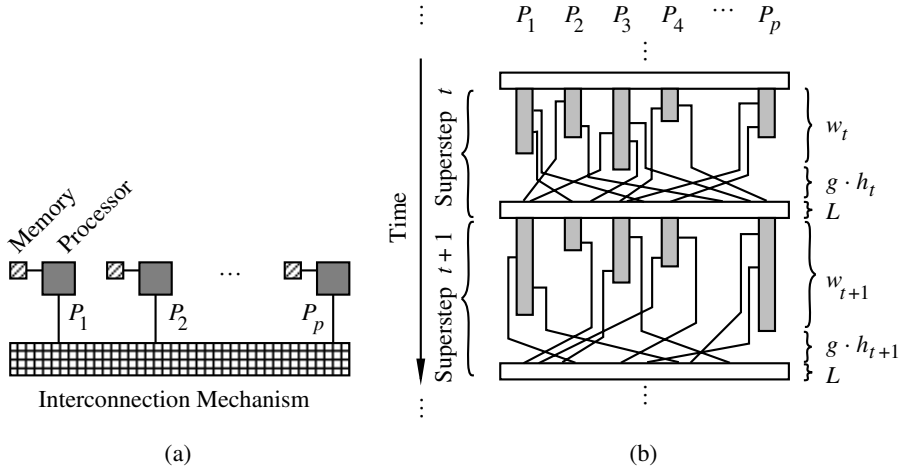 Memory
Processor
...
P1
P2
Pp
Interconnection Mechanism
(a)
...
Time
...
P1 P2 P3 P4 ... Pp
...
Superstep t
wt
g · ht
L
Superstep t + 1
wt+1
g · ht+1
L
...
(b)